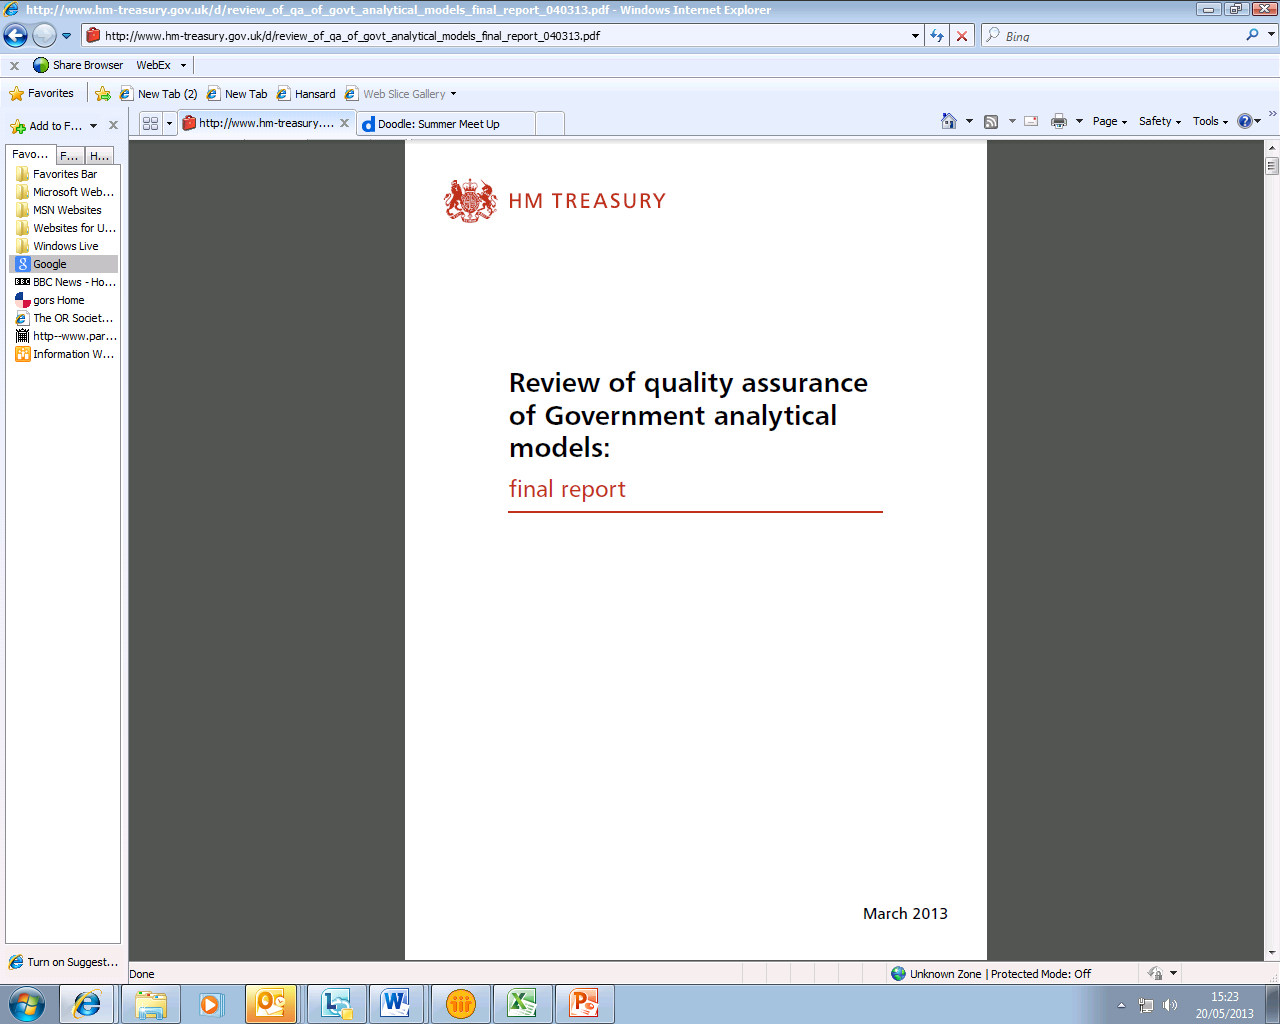 http://www.hm-treasury.gov.uk/d/review_of_qa_of_govt_analytical_models_final_report_040313.pdf - Windows Internet Explorer
http://www.hm-treasury.gov.uk/d/review_of_qa_of_govt_analytical_models_final_report_040313.pdf
Bing
Share Browser WebEx
Favorites New Tab (2) New Tab Hansard Web Slice Gallery
Add to F... http://www.hm-treasury.... Doodle: Summer Meet Up Page Safety Tools
Favo... F... H...
Favorites Bar
Microsoft Web...
MSN Websites
Websites for U...
Windows Live
Google
BBC News - Ho...
gors Home
The OR Societ...
http--www.par...
Information W...
HM TREASURY
Review of quality assurance
of Government analytical
models:
final report
March 2013
Turn on Suggest...
Done Unknown Zone | Protected Mode: Off
15:23
20/05/2013